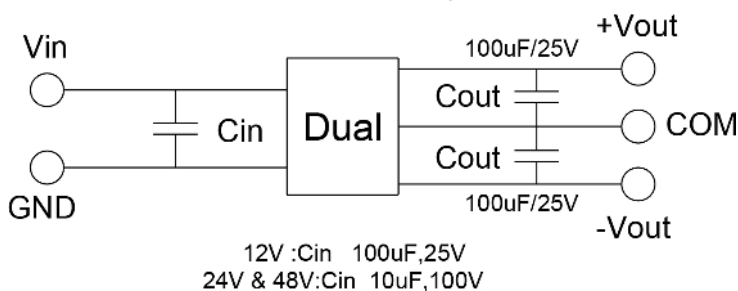 Vin
GND
Cin
Dual
100uF/25V
Cout
Cout
100uF/25V
+Vout
COM
-Vout
12V :Cin 100uF,25V
24V & 48V:Cin 10uF,100V